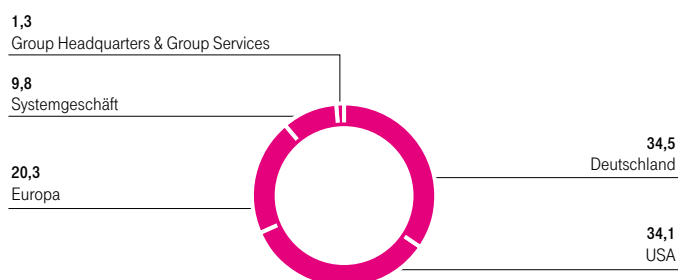 1,3
Group Headquarters & Group Services
9,8
Systemgeschäft
20,3
Europa
34,5
Deutschland
34,1
USA